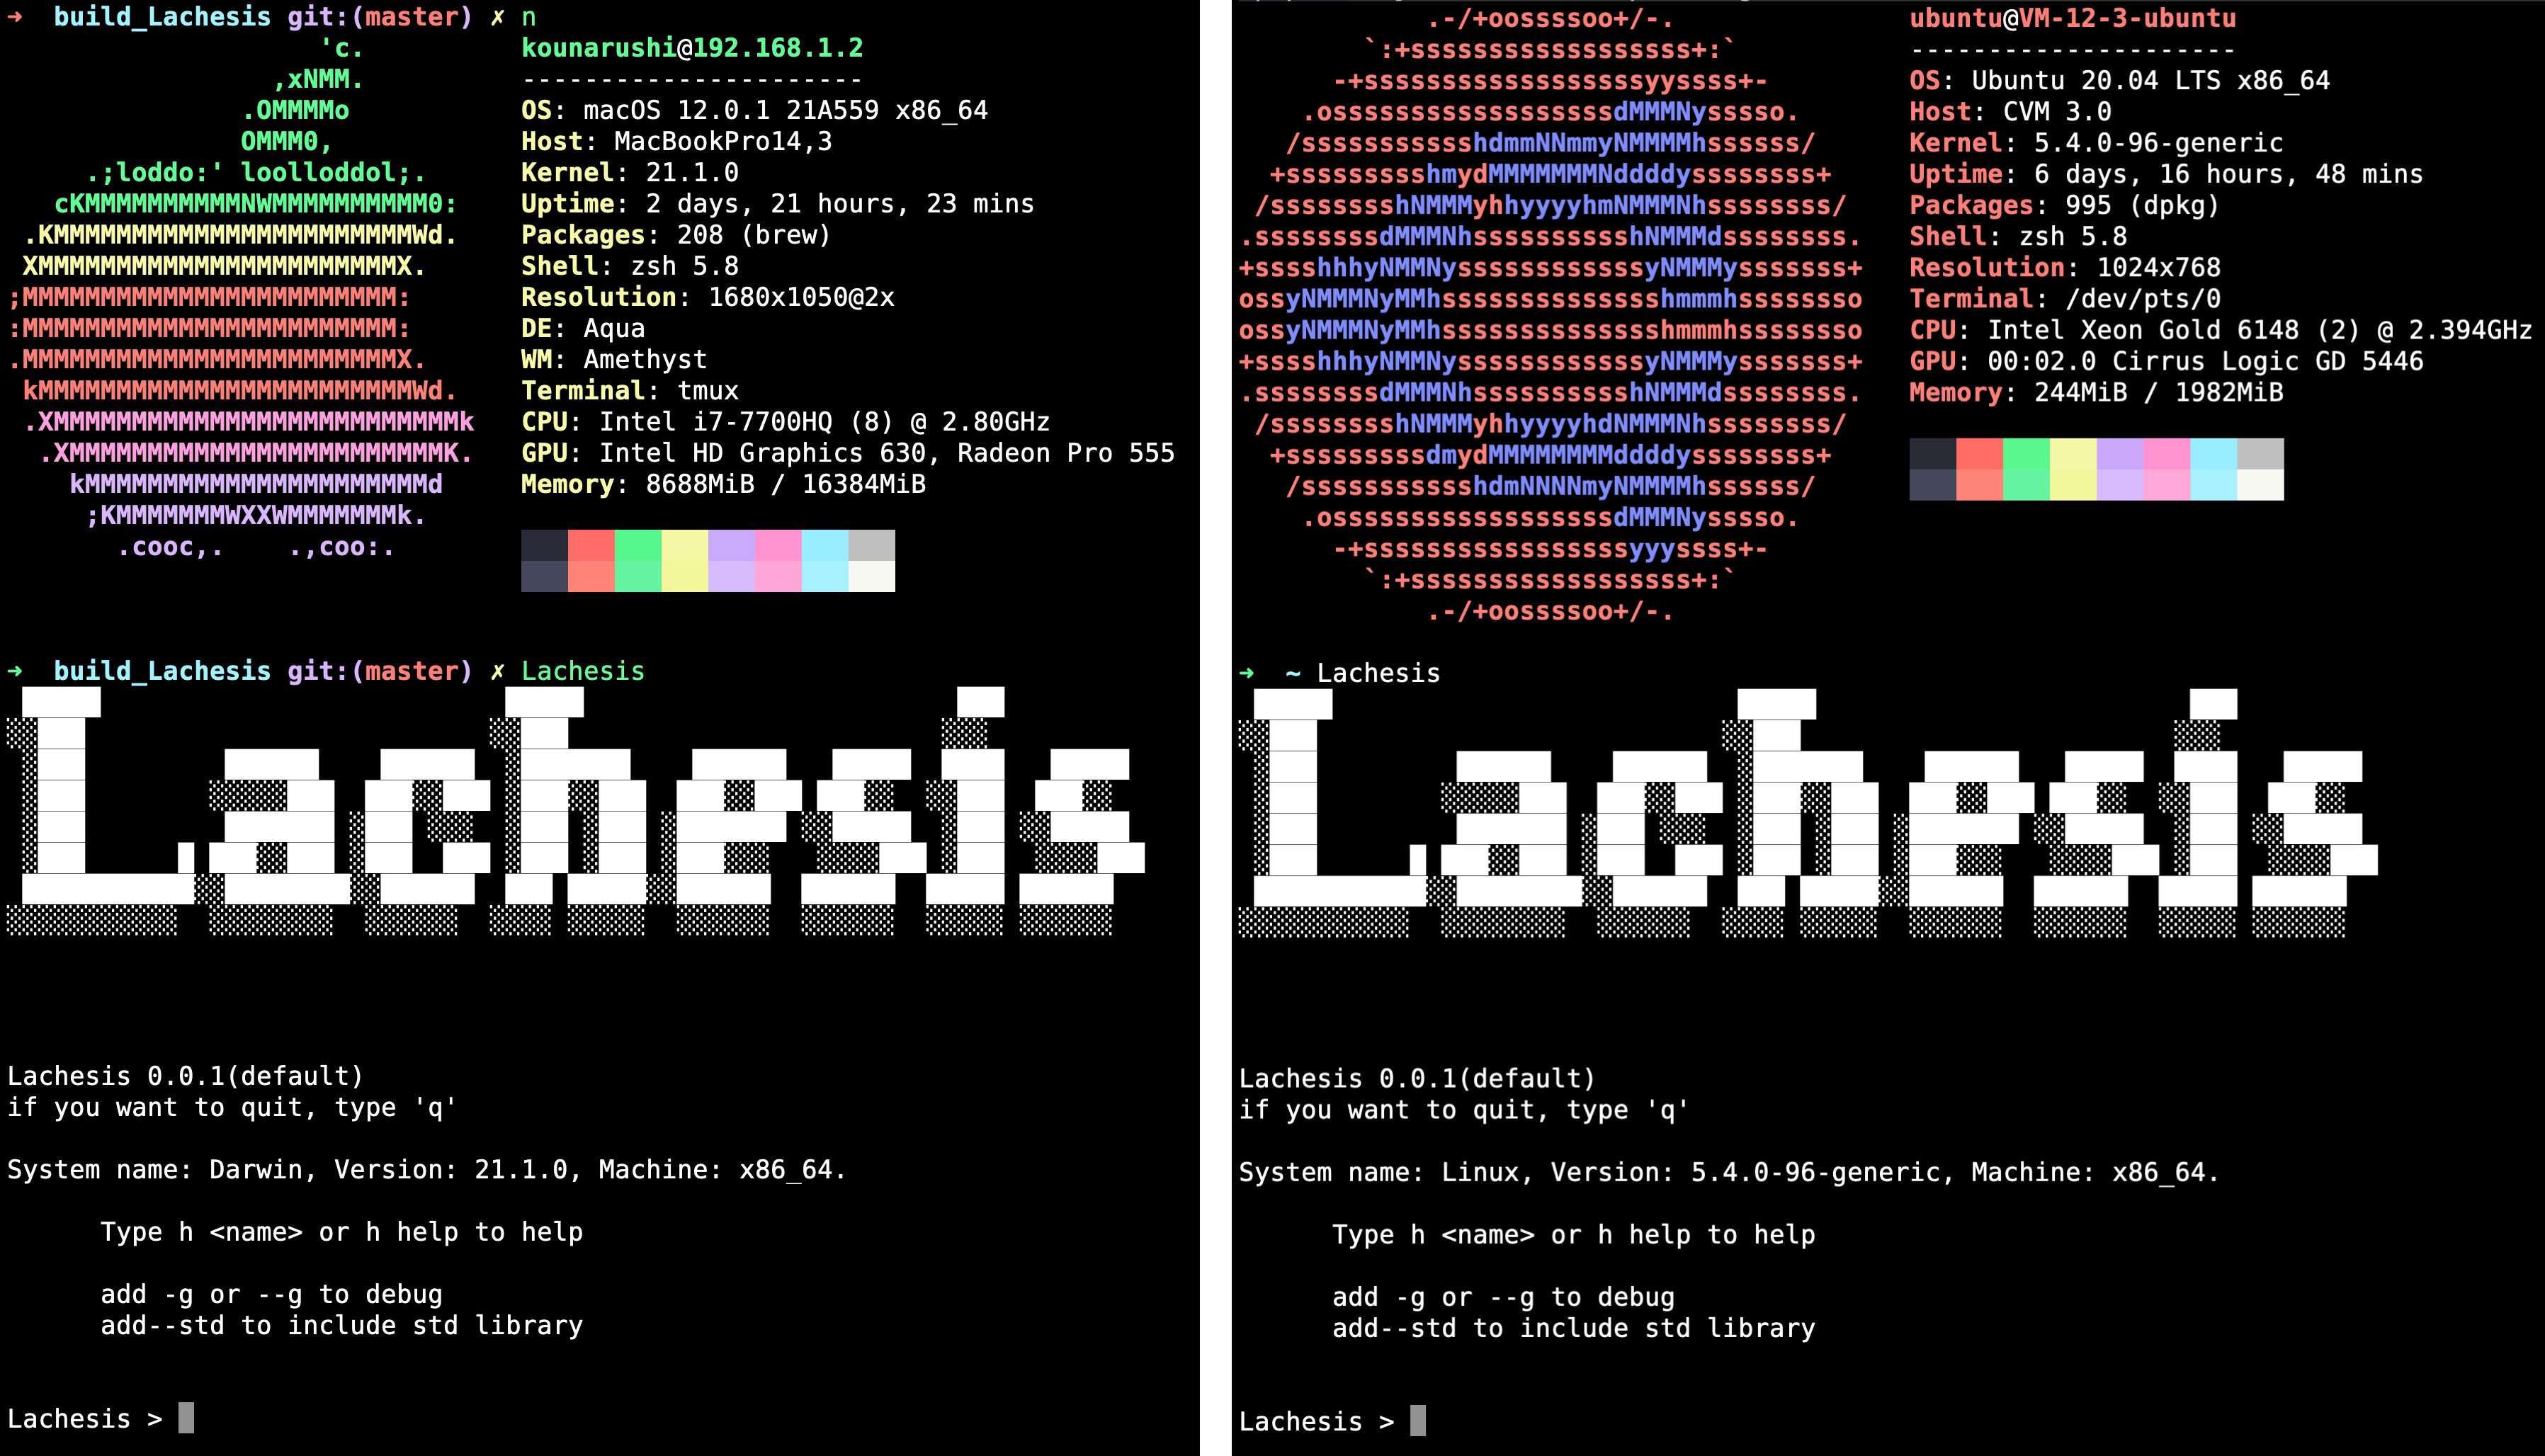 ➜  build_Lachesis git:(master) ✗ n
                    'c.          kounarushi@192.168.1.2
                 ,xNMM.          ----------------------
               .OMMMMo           OS: macOS 12.0.1 21A559 x86_64
               OMMM0,            Host: MacBookPro14,3
     .;loddo:' loolloddol;.      Kernel: 21.1.0
   cKMMMMMMMMMMNWMMMMMMMMMM0:    Uptime: 2 days, 21 hours, 23 mins
 .KMMMMMMMMMMMMMMMMMMMMMMMWd.    Packages: 208 (brew)
 XMMMMMMMMMMMMMMMMMMMMMMMX.      Shell: zsh 5.8
;MMMMMMMMMMMMMMMMMMMMMMMM:       Resolution: 1680x1050@2x
:MMMMMMMMMMMMMMMMMMMMMMMM:       DE: Aqua
.MMMMMMMMMMMMMMMMMMMMMMMMX.      WM: Amethyst
 kMMMMMMMMMMMMMMMMMMMMMMMMWd.    Terminal: tmux
 .XMMMMMMMMMMMMMMMMMMMMMMMMMMk   CPU: Intel i7-7700HQ (8) @ 2.80GHz
  .XMMMMMMMMMMMMMMMMMMMMMMMMK.   GPU: Intel HD Graphics 630, Radeon Pro 555
    kMMMMMMMMMMMMMMMMMMMMMMd     Memory: 8688MiB / 16384MiB
     ;KMMMMMMMWXXWMMMMMMMk.
       .cooc,.    .,coo:.
➜  build_Lachesis git:(master) ✗ Lachesis
Lachesis
Lachesis 0.0.1(default)
if you want to quit, type 'q'
System name: Darwin, Version: 21.1.0, Machine: x86_64.
Type h <name> or h help to help
add -g or --g to debug
add--std to include std library
Lachesis >
            .-/+oossssoo+/-.               ubuntu@VM-12-3-ubuntu
        `:+ssssssssssssssssss+:`           ---------------------
      -+ssssssssssssssssssyyssss+-         OS: Ubuntu 20.04 LTS x86_64
    .ossssssssssssssssssdMMMNysssso.       Host: CVM 3.0
   /ssssssssssshdmmNNmmyNMMMMhssssss/      Kernel: 5.4.0-96-generic
  +ssssssssshmydMMMMMMMNddddyssssssss+     Uptime: 6 days, 16 hours, 48 mins
 /sssssssshNMMMyhhyyyyhmNMMMNhssssssss/    Packages: 995 (dpkg)
.ssssssssdMMMNhsssssssssshNMMMdssssssss.   Shell: zsh 5.8
+sssshhhyNMMNyssssssssssssyNMMMysssssss+   Resolution: 1024x768
ossyNMMMNyMMhsssssssssssssshmmmhssssssso   Terminal: /dev/pts/0
ossyNMMMNyMMhsssssssssssssshmmmhssssssso   CPU: Intel Xeon Gold 6148 (2) @ 2.394GHz
+sssshhhyNMMNyssssssssssssyNMMMysssssss+   GPU: 00:02.0 Cirrus Logic GD 5446
.ssssssssdMMMNhsssssssssshNMMMdssssssss.   Memory: 244MiB / 1982MiB
 /sssssssshNMMMyhhyyyyhdNMMMNhssssssss/
  +sssssssssdmydMMMMMMMMddddyssssssss+
   /ssssssssssshdmNNNNmyNMMMMhssssss/
    .ossssssssssssssssssdMMMNysssso.
      -+sssssssssssssssssyyyssss+-
        `:+ssssssssssssssssss+:`
            .-/+oossssoo+/-.
➜  ~ Lachesis
Lachesis
Lachesis 0.0.1(default)
if you want to quit, type 'q'
System name: Linux, Version: 5.4.0-96-generic, Machine: x86_64.
Type h <name> or h help to help
add -g or --g to debug
add--std to include std library
Lachesis >